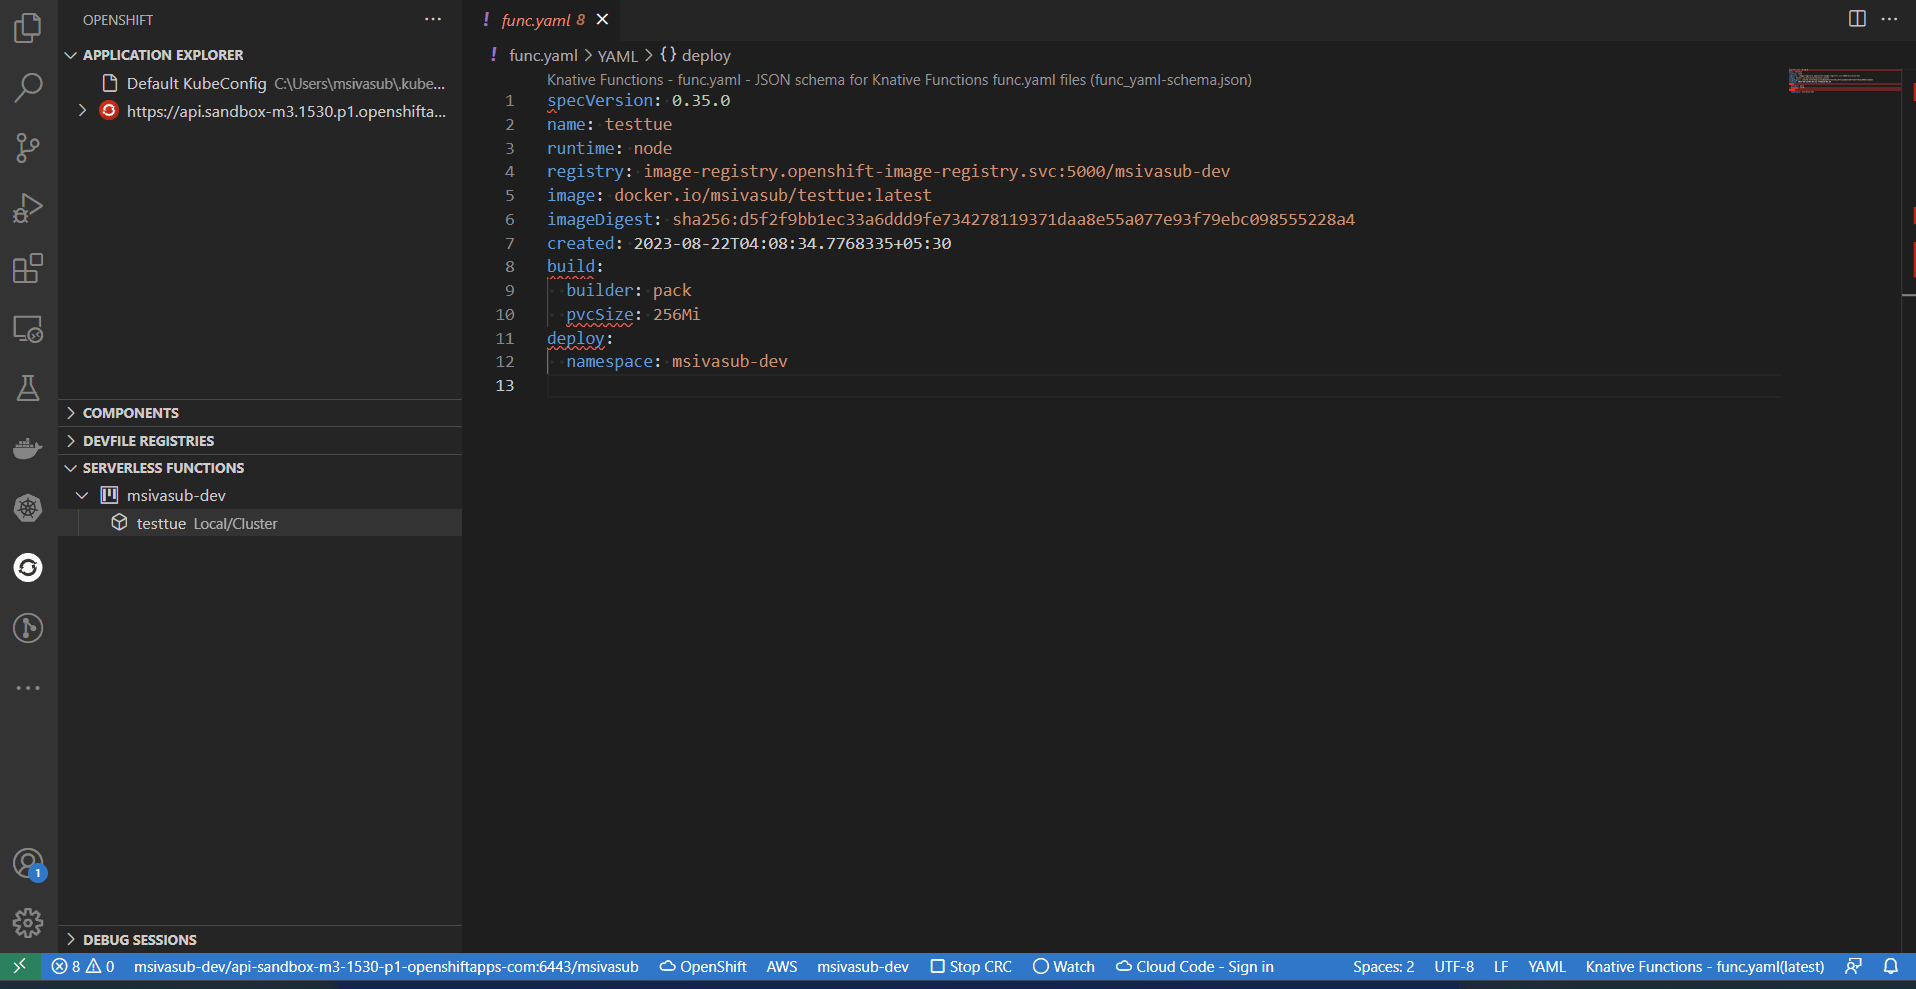 OPENSHIFT
APPLICATION EXPLORER
Default KubeConfig C:\Users\msivasub\.kube...
https://api.sandbox-m3.1530.p1.openshifta...
COMPONENTS
DEVFILE REGISTRIES
SERVERLESS FUNCTIONS
msivasub-dev
testtue Local/Cluster
DEBUG SESSIONS
1
! func.yaml 8
! func.yaml > YAML > {} deploy
Knative Functions - func.yaml - JSON schema for Knative Functions func.yaml files (func_yaml-schema.json)
1 specVersion: 0.35.0
2 name: testtue
3 runtime: node
4 registry: image-registry.openshift-image-registry.svc:5000/msivasub-dev
5 image: docker.io/msivasub/testtue:latest
6 imageDigest: sha256:d5f2f9bb1ec33a6ddd9fe734278119371daa8e55a077e93f79ebc098555228a4
7 created: 2023-08-22T04:08:34.7768335+05:30
8 build:
9 builder: pack
10 pvcSize: 256Mi
11 deploy:
12 namespace: msivasub-dev
13
8 0 msivasub-dev/api-sandbox-m3-1530-p1-openshiftapps-com:6443/msivasub OpenShift AWS msivasub-dev Stop CRC Watch Cloud Code - Sign in Spaces: 2 UTF-8 LF YAML Knative Functions - func.yaml(latest)